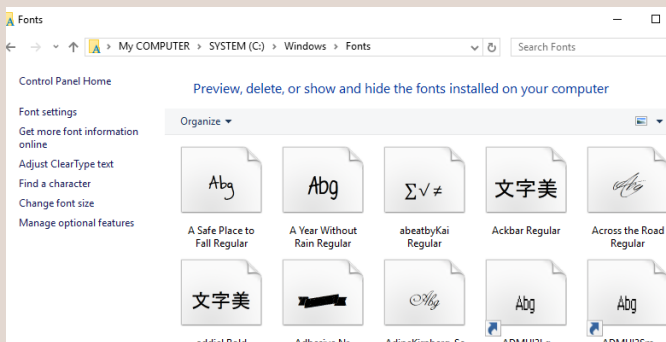 Fonts
My COMPUTER > SYSTEM (C:) > Windows > Fonts
Search Fonts
Control Panel Home
Preview, delete, or show and hide the fonts installed on your computer
Font settings
Get more font information
online
Adjust ClearType text
Find a character
Change font size
Manage optional features
Organize
Abg
Abg
∑√≠
文字美
Abg
A Safe Place to
Fall Regular
A Year Without
Rain Regular
abeatbyKai
Regular
Ackbar Regular
Across the Road
Regular
文字美
Abg
Abg
Abg